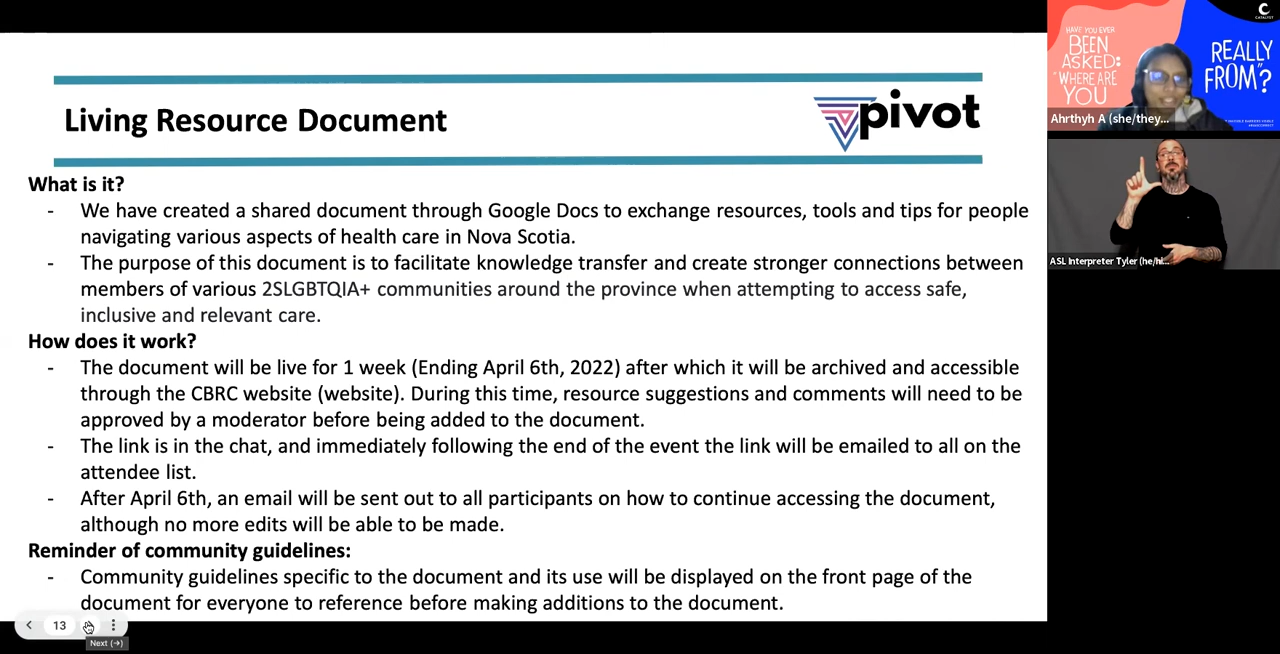 Living Resource Document
pivot
What is it?
- We have created a shared document through Google Docs to exchange resources, tools and tips for people
navigating various aspects of health care in Nova Scotia.
- The purpose of this document is to facilitate knowledge transfer and create stronger connections between
members of various 2SLGBTQIA+ communities around the province when attempting to access safe,
inclusive and relevant care.
How does it work?
- The document will be live for 1 week (Ending April 6th, 2022) after which it will be archived and accessible
through the CBRC website (website). During this time, resource suggestions and comments will need to be
approved by a moderator before being added to the document.
- The link is in the chat, and immediately following the end of the event the link will be emailed to all on the
attendee list.
- After April 6th, an email will be sent out to all participants on how to continue accessing the document,
although no more edits will be able to be made.
Reminder of community guidelines:
- Community guidelines specific to the document and its use will be displayed on the front page of the
document for everyone to reference before making additions to the document.
13
Next (→)
CATALYST
HAVE YOU EVER
BEEN
ASKED:
"WHERE ARE
YOU
REALLY
FROM"?
Ahrthyh A (she/they...
ASL Interpreter Tyler (he/hi...